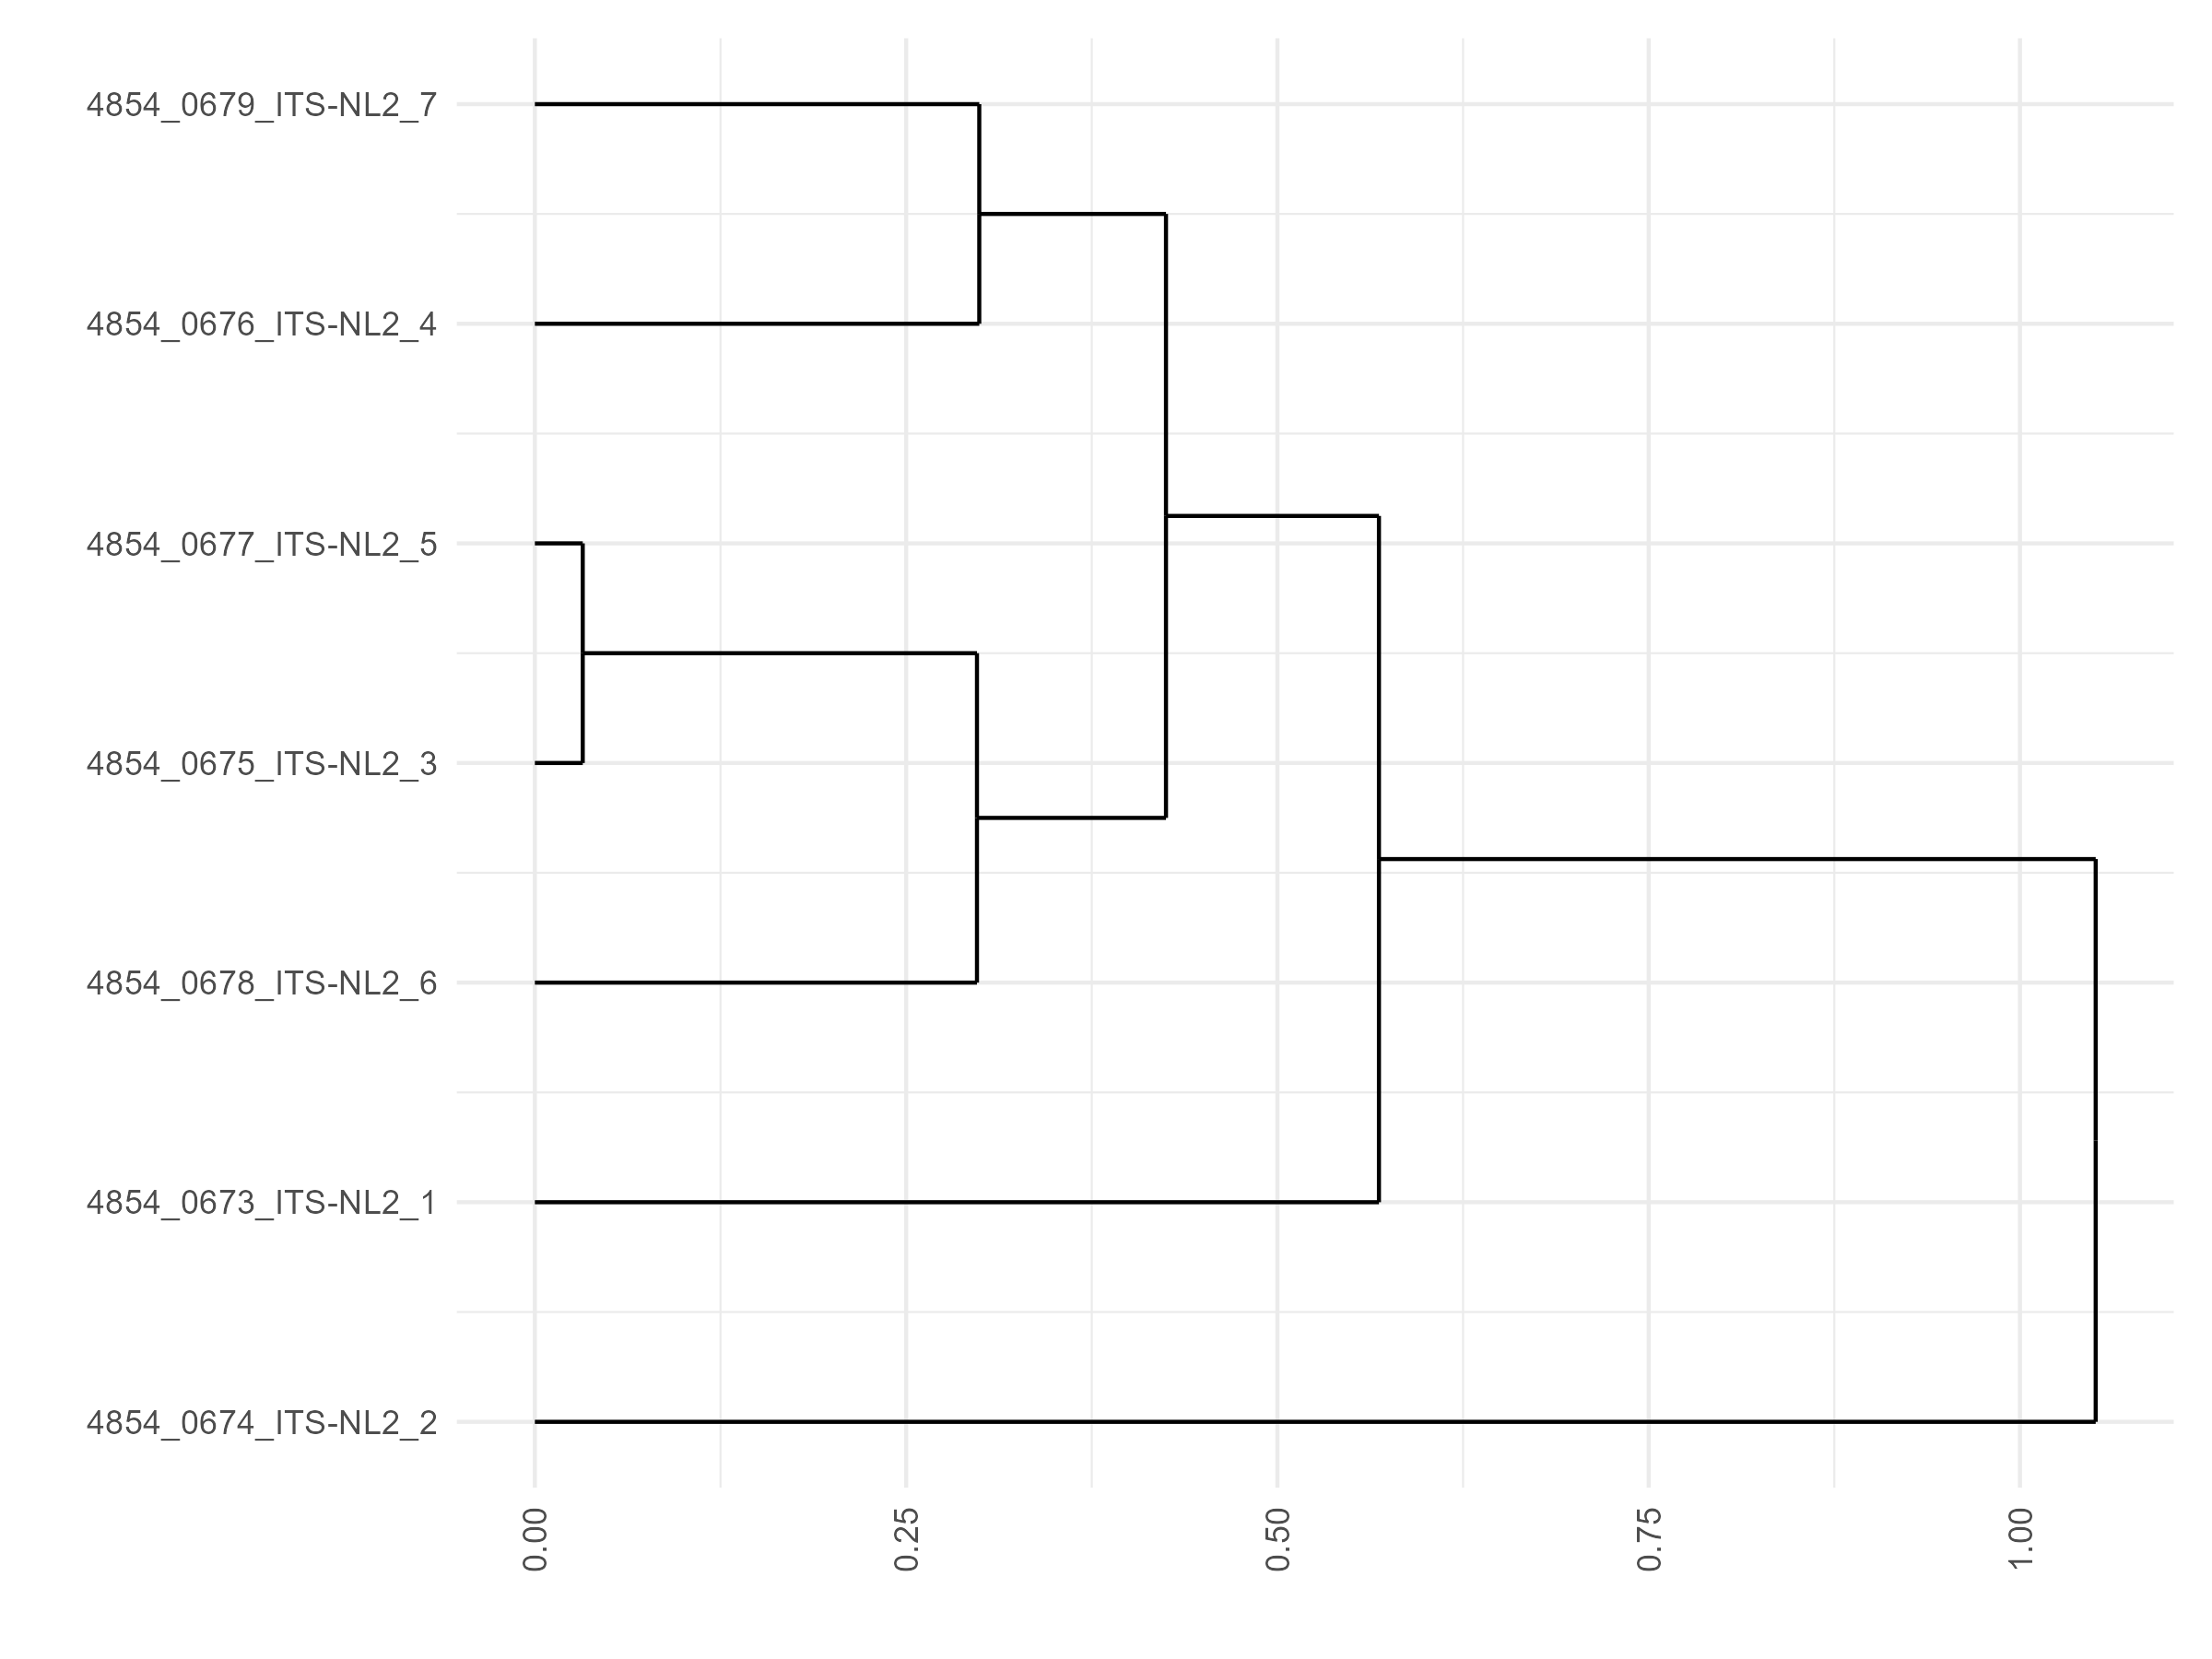 4854_0679_ITS-NL2_7
4854_0676_ITS-NL2_4
4854_0677_ITS-NL2_5
4854_0675_ITS-NL2_3
4854_0678_ITS-NL2_6
4854_0673_ITS-NL2_1
4854_0674_ITS-NL2_2
0.00
0.25
0.50
0.75
1.00